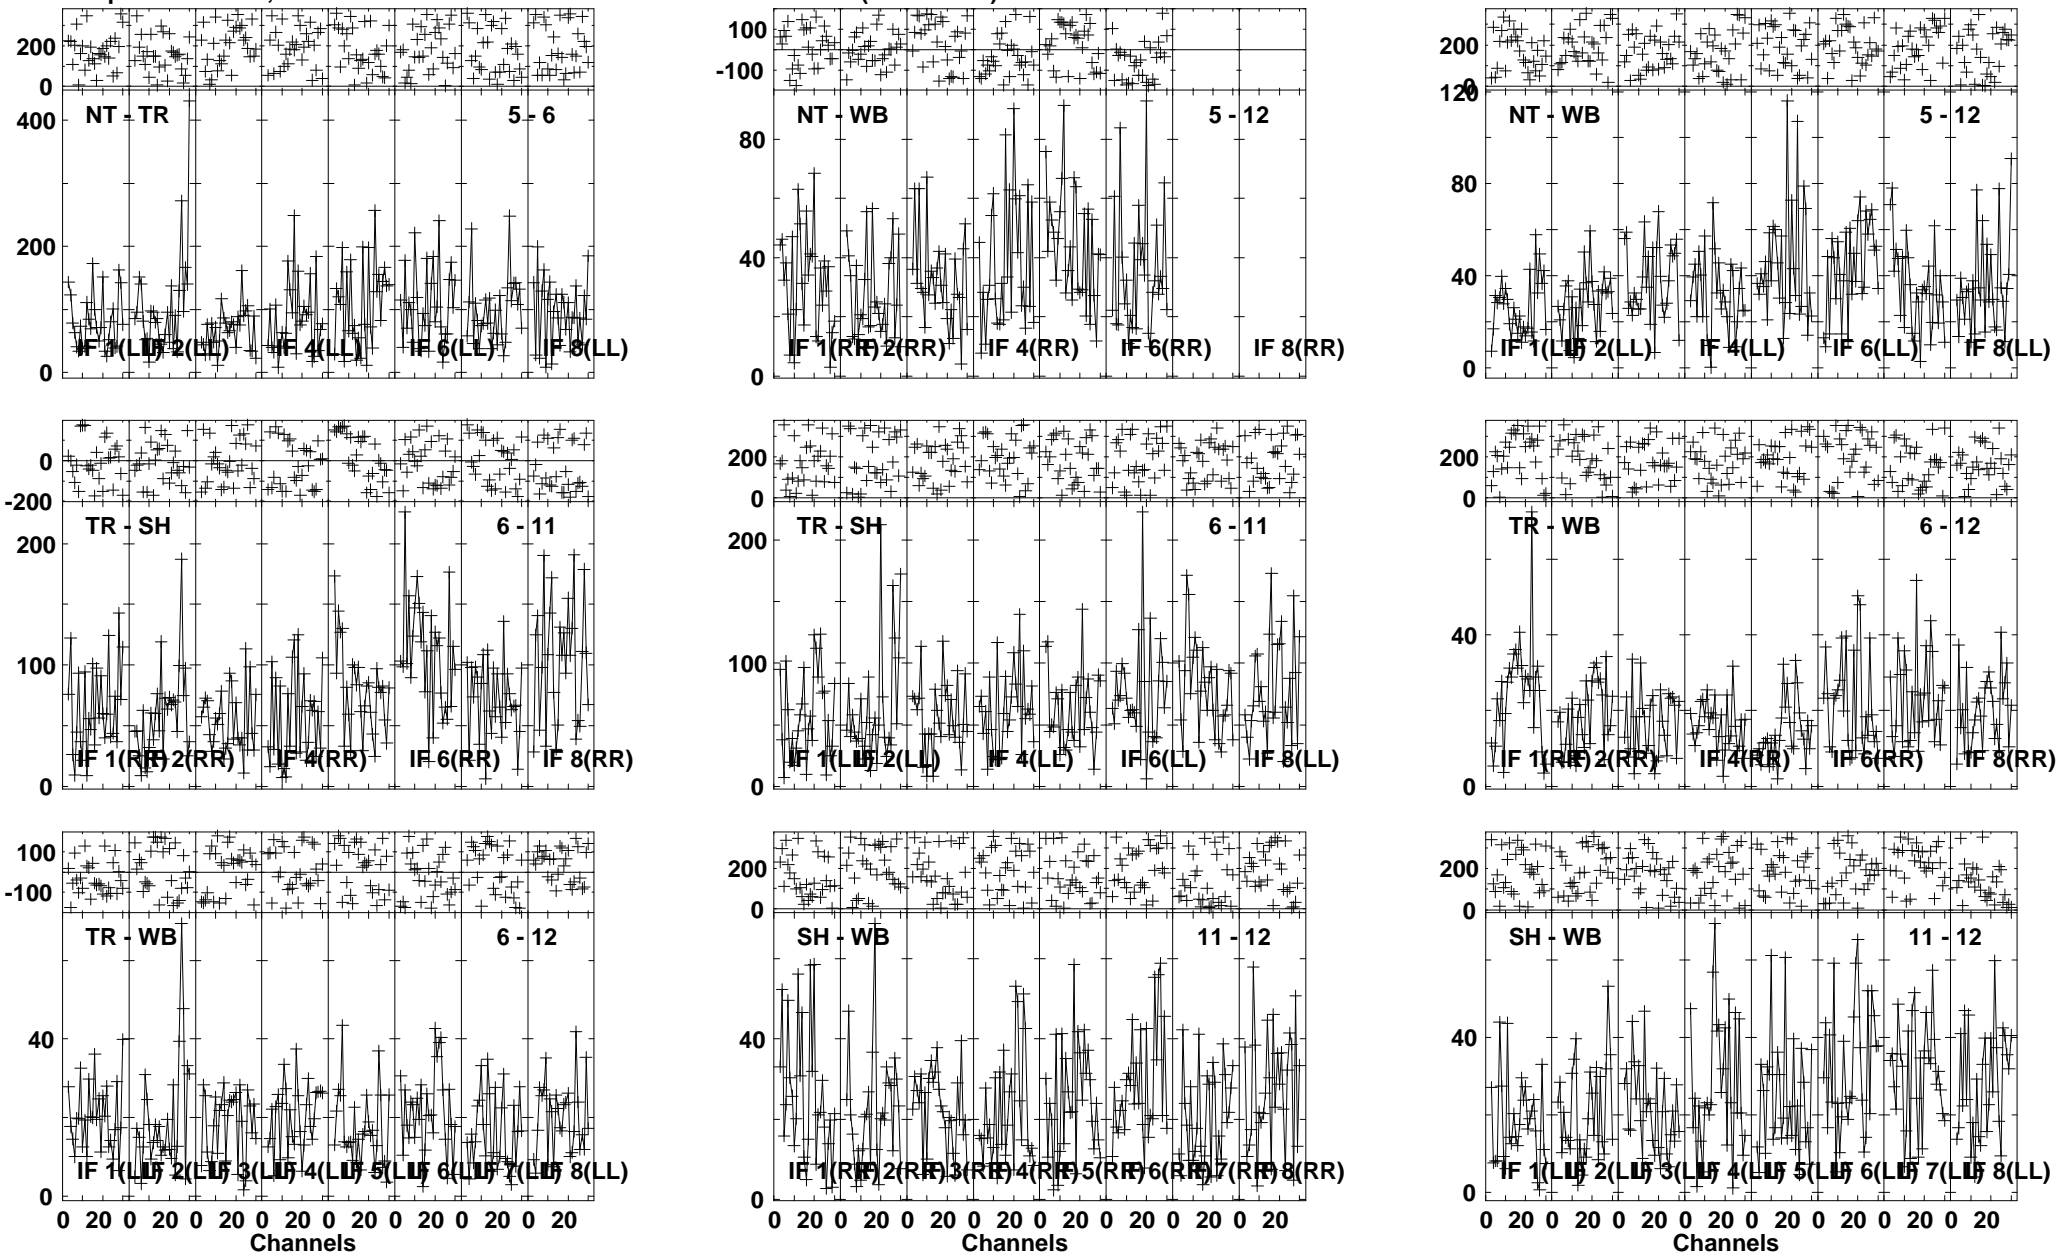 200 100 200
0 -100 0
NT - TR 5 - 6 NT - WB 5 - 12 NT - WB 5 - 12
400 80 120
200 40 80
0 0 40
0
IF 1(LL) IF 2(LL) IF 4(LL) IF 6(LL) IF 8(LL)
IF 1(RR) IF 2(RR) IF 4(RR) IF 6(RR) IF 8(RR)
IF 1(LL) IF 2(LL) IF 4(LL) IF 6(LL) IF 8(LL)
0 200 200
-200 0 0
TR - SH 6 - 11 TR - SH 6 - 11 TR - WB 6 - 12
200 200 40
100 100 0
0 0
IF 1(RR) IF 2(RR) IF 4(RR) IF 6(RR) IF 8(RR)
IF 1(LL) IF 2(LL) IF 4(LL) IF 6(LL) IF 8(LL)
IF 1(RR) IF 2(RR) IF 4(RR) IF 6(RR) IF 8(RR)
100 200 200
-100 0 0
TR - WB 6 - 12 SH - WB 11 - 12 SH - WB 11 - 12
40 40 40
0 0 0
IF 1(LL) IF 2(LL) IF 3(LL) IF 4(LL) IF 5(LL) IF 6(LL) IF 7(LL) IF 8(LL)
IF 1(RR) IF 2(RR) IF 3(RR) IF 4(RR) IF 5(RR) IF 6(RR) IF 7(RR) IF 8(RR)
IF 1(LL) IF 2(LL) IF 3(LL) IF 4(LL) IF 5(LL) IF 6(LL) IF 7(LL) IF 8(LL)
0 20 0 20 0 20 0 20 0 20 0 20 0 20 0 20
0 20 0 20 0 20 0 20 0 20 0 20 0 20 0 20
0 20 0 20 0 20 0 20 0 20 0 20 0 20 0 20
Channels Channels